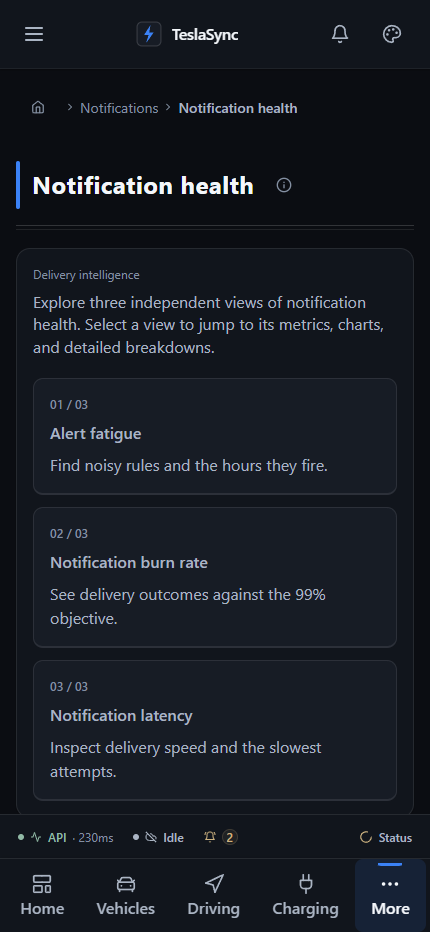 TeslaSync
Notifications
Notification health
Notification health
Delivery intelligence
Explore three independent views of notification
health. Select a view to jump to its metrics, charts,
and detailed breakdowns.
01 / 03
Alert fatigue
Find noisy rules and the hours they fire.
02 / 03
Notification burn rate
See delivery outcomes against the 99%
objective.
03 / 03
Notification latency
Inspect delivery speed and the slowest
attempts.
API · 230ms
Idle
2
Status
Home
Vehicles
Driving
Charging
More